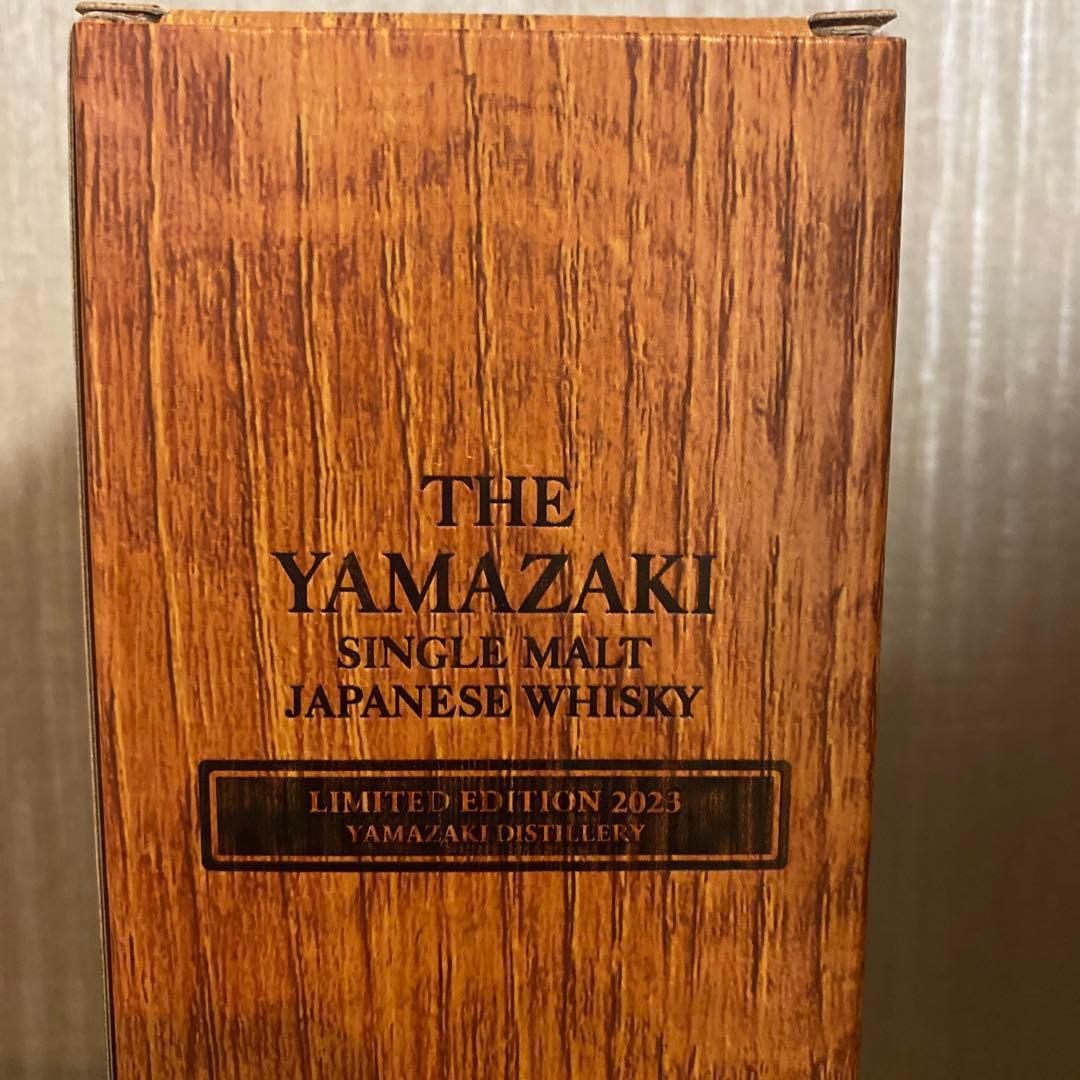 THE
YAMAZAKI
SINGLE MALT
JAPANESE WHISKY
LIMITED EDITION 2023
YAMAZAKI DISTILLERY